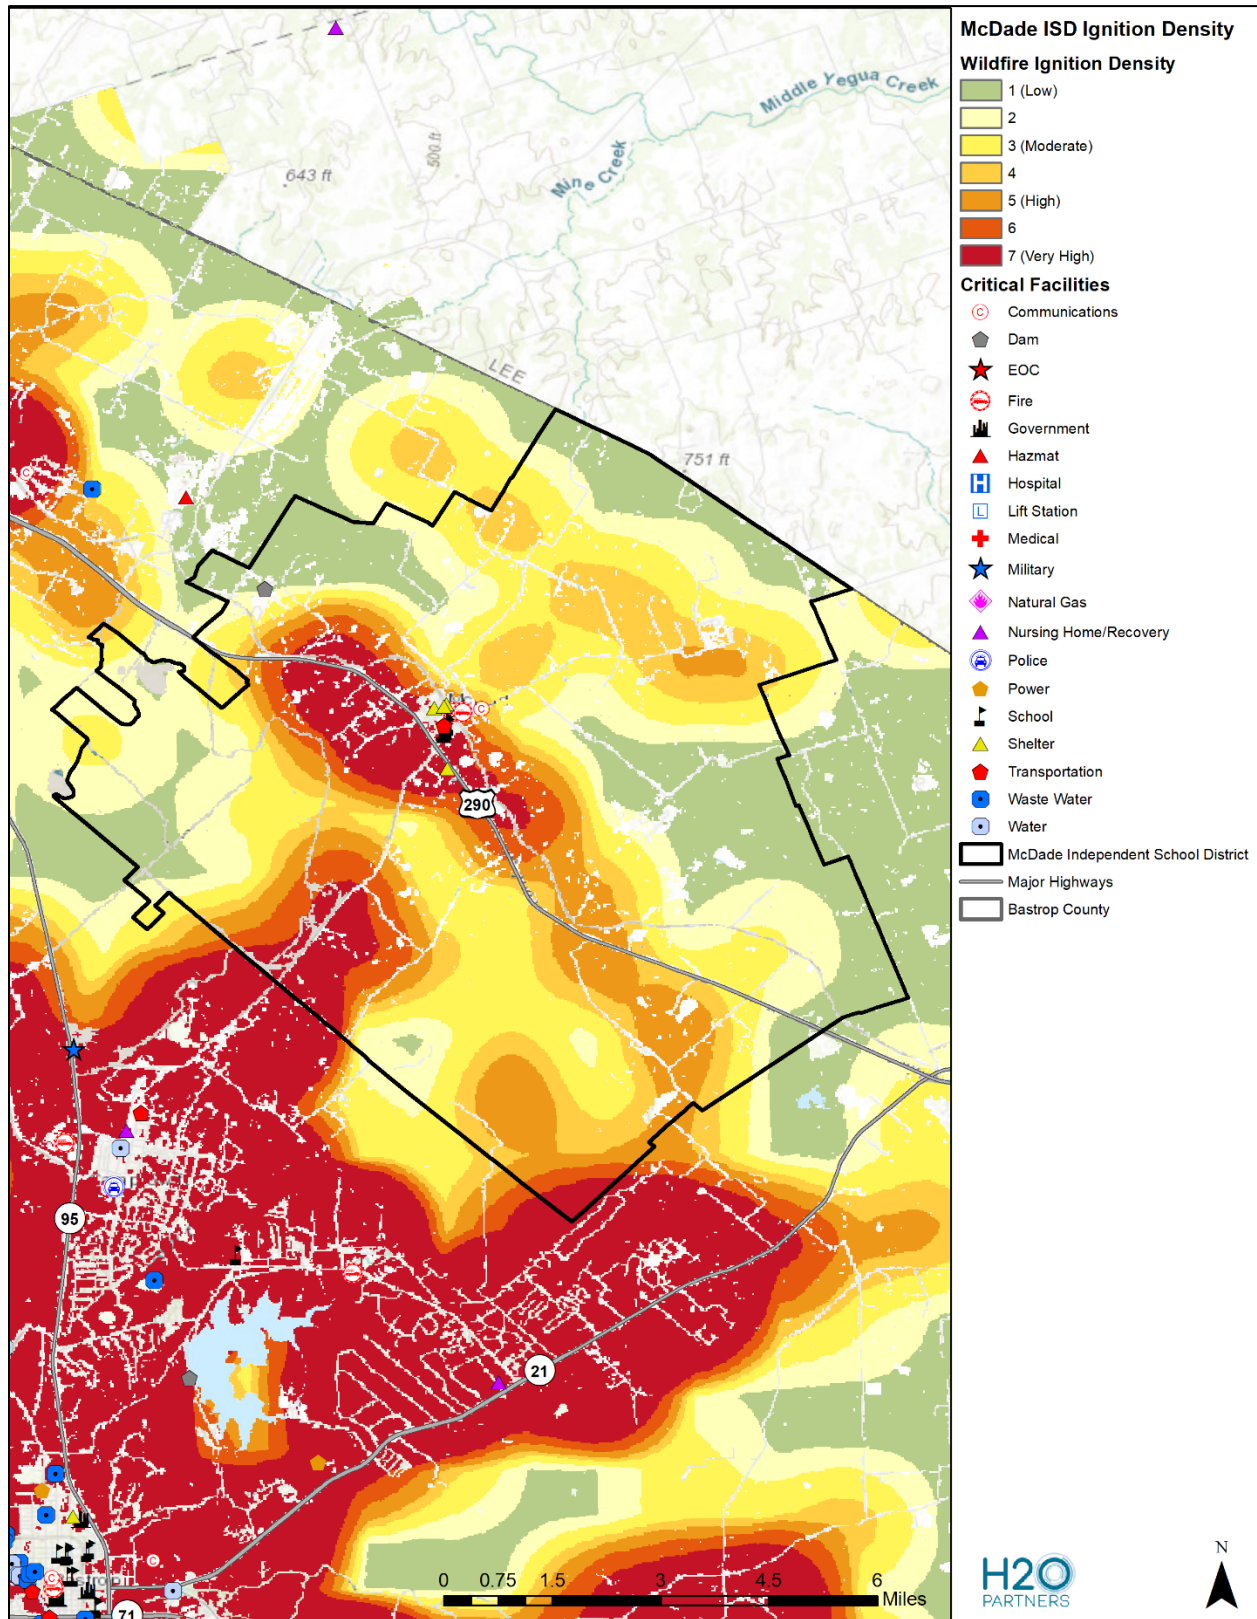 McDade ISD Ignition Density
Wildfire Ignition Density
1 (Low)
2
3 (Moderate)
4
5 (High)
6
7 (Very High)
Critical Facilities
Communications
Dam
EOC
Fire
Government
Hazmat
Hospital
Lift Station
Medical
Military
Natural Gas
Nursing Home/Recovery
Police
Power
School
Shelter
Transportation
Waste Water
Water
McDade Independent School District
Major Highways
Bastrop County
Middle Yegua Creek
Mine Creek
500 ft
643 ft
LEE
751 ft
290
95
21
71
0 0.75 1.5 3 4.5 6
Miles
H2O
PARTNERS
N